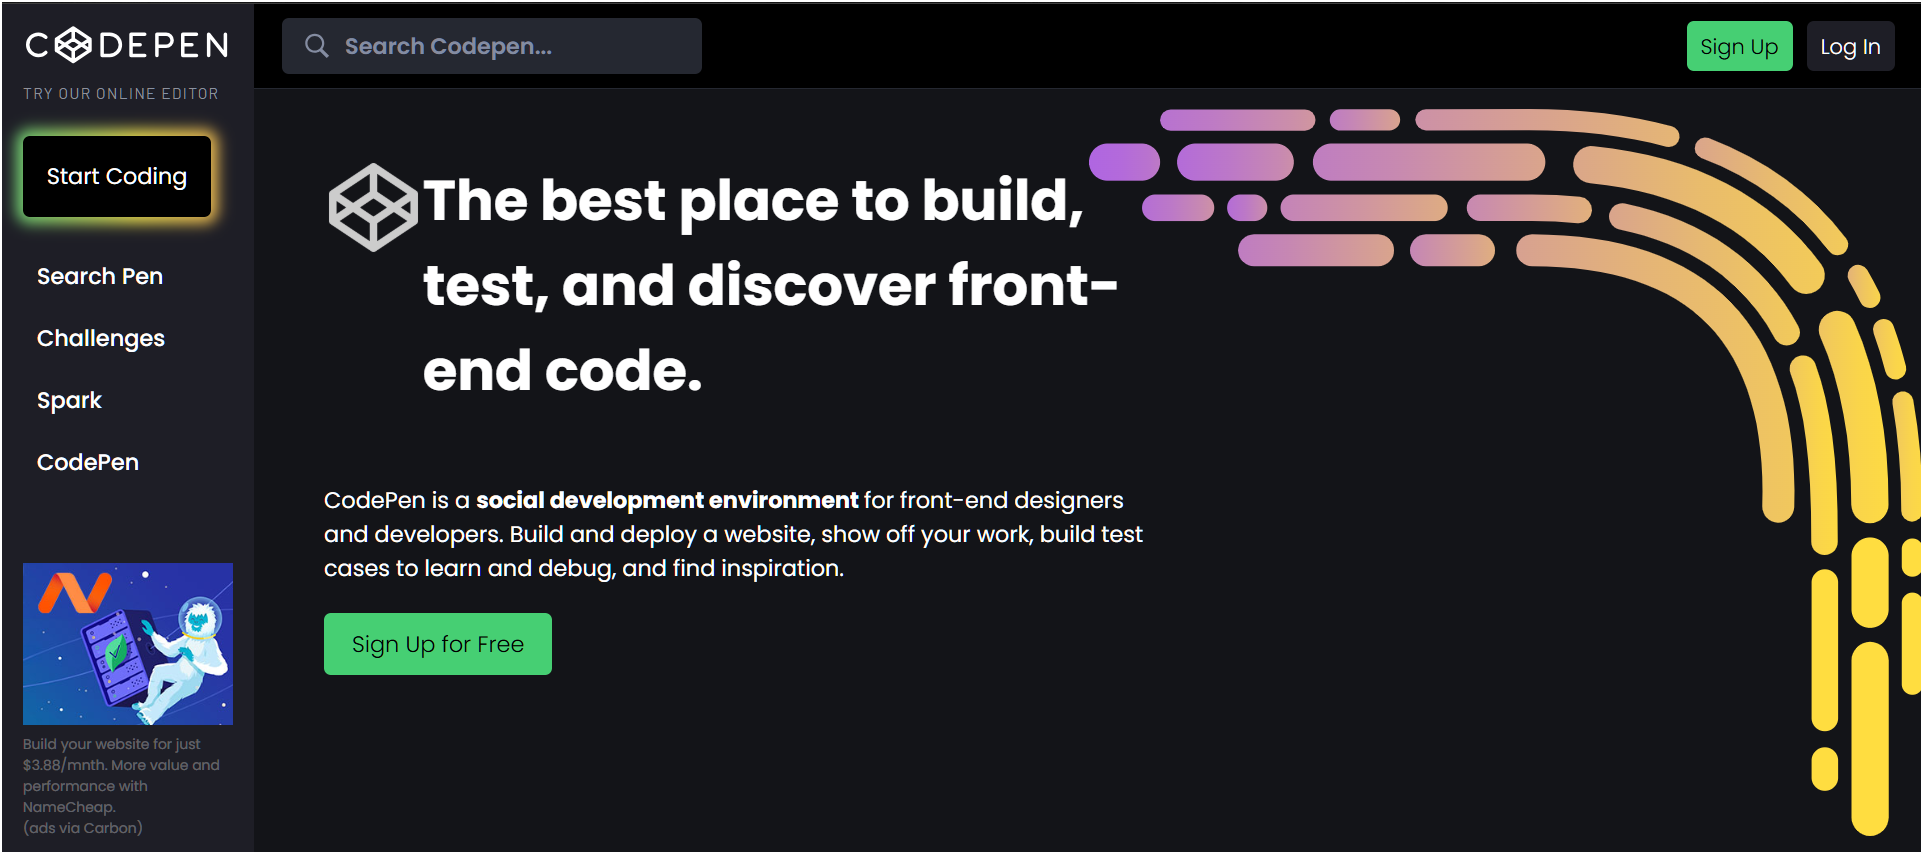 CODEPEN
TRY OUR ONLINE EDITOR
Start Coding
Search Pen
Challenges
Spark
CodePen
Build your website for just
$3.88/mnth. More value and
performance with
NameCheap.
(ads via Carbon)
Search Codepen...
Sign Up
Log In
The best place to build,
test, and discover front-
end code.
CodePen is a social development environment for front-end designers
and developers. Build and deploy a website, show off your work, build test
cases to learn and debug, and find inspiration.
Sign Up for Free